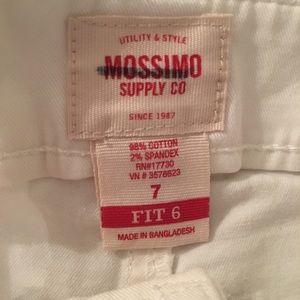 UTILITY & STYLE
MOSSIMO
SUPPLY CO
SINCE 1987
98% COTTON
2% SPANDEX
RN#17730
VN # 3578623
7
FIT 6
MADE IN BANGLADESH